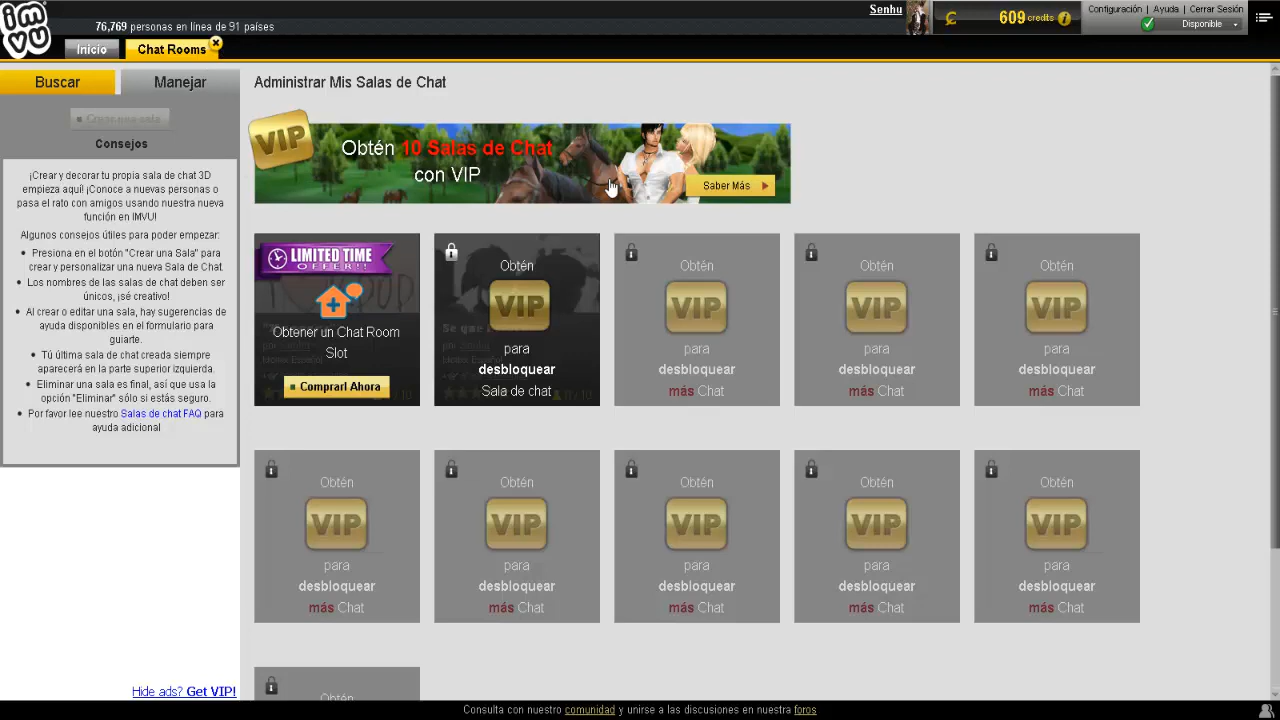 imvu
76,769 personas en línea de 91 países
Senhu
609 credits
Configuración | Ayuda | Cerrar Sesión
Disponible
Inicio
Chat Rooms
Buscar
Manejar
Crear una sala
Consejos
¡Crear y decorar tu propia sala de chat 3D
empieza aquí! ¡Conoce a nuevas personas o
pasa el rato con amigos usando nuestra nueva
función en IMVU!
Algunos consejos útiles para poder empezar:
Presiona en el botón "Crear una Sala" para
crear y personalizar una nueva Sala de Chat.
Los nombres de las salas de chat deben ser
únicos, ¡sé creativo!
Al crear o editar una sala, hay sugerencias de
ayuda disponibles en el formulario para
guiarte.
Tú última sala de chat creada siempre
aparecerá en la parte superior izquierda.
Eliminar una sala es final, así que usa la
opción "Eliminar" sólo si estás seguro.
Por favor lee nuestro Salas de chat FAQ para
ayuda adicional
Hide ads? Get VIP!
Administrar Mis Salas de Chat
VIP
Obtén 10 Salas de Chat
con VIP
Saber Más
LIMITED TIME
OFFER!!
Obtener un Chat Room
Slot
Comprarl Ahora
Obtén
VIP
para
desbloquear
Sala de chat
Obtén
VIP
para
desbloquear
más Chat
Obtén
VIP
para
desbloquear
más Chat
Obtén
VIP
para
desbloquear
más Chat
Obtén
VIP
para
desbloquear
más Chat
Obtén
VIP
para
desbloquear
más Chat
Obtén
VIP
para
desbloquear
más Chat
Obtén
VIP
para
desbloquear
más Chat
Obtén
VIP
para
desbloquear
más Chat
Obtén
Consulta con nuestro comunidad y unirse a las discusiones en nuestra foros